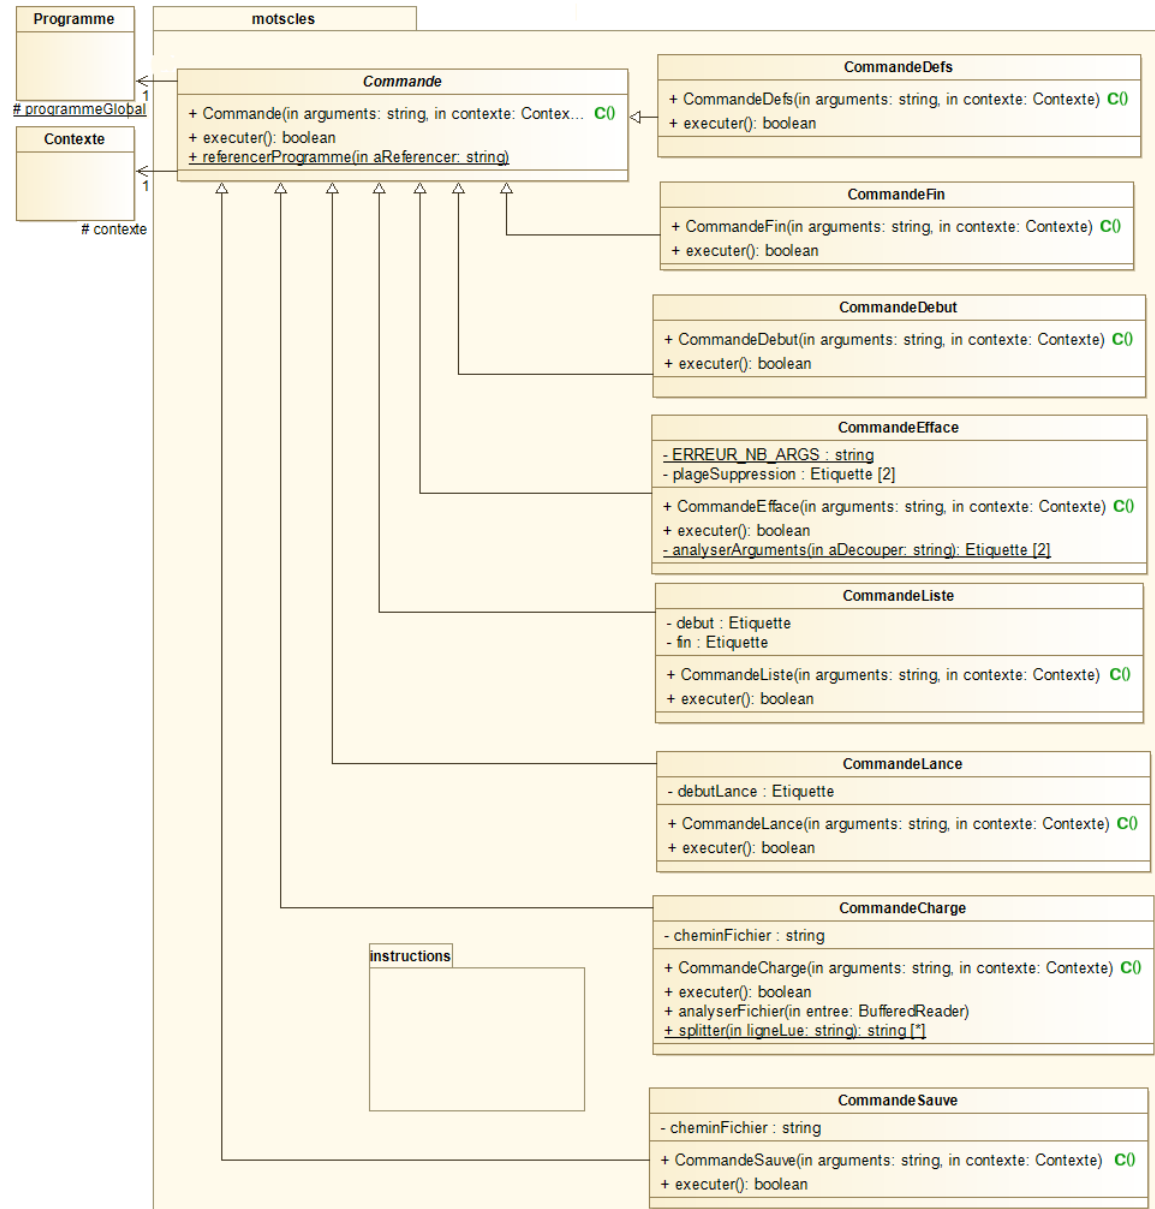 Programme
1
# programmeGlobal
Contexte
1
# contexte
motscles
Commande
+ Commande(in arguments: string, in contexte: Contex... C()
+ executer(): boolean
+ referencerProgramme(in aReferencer: string)
CommandeDefs
+ CommandeDefs(in arguments: string, in contexte: Contexte) C()
+ executer(): boolean
CommandeFin
+ CommandeFin(in arguments: string, in contexte: Contexte) C()
+ executer(): boolean
CommandeDebut
+ CommandeDebut(in arguments: string, in contexte: Contexte) C()
+ executer(): boolean
CommandeEfface
- ERREUR_NB_ARGS : string
- plageSuppression : Etiquette [2]
+ CommandeEfface(in arguments: string, in contexte: Contexte) C()
+ executer(): boolean
- analyserArguments(in aDecouper: string): Etiquette [2]
CommandeListe
- debut : Etiquette
- fin : Etiquette
+ CommandeListe(in arguments: string, in contexte: Contexte) C()
+ executer(): boolean
CommandeLance
- debutLance : Etiquette
+ CommandeLance(in arguments: string, in contexte: Contexte) C()
+ executer(): boolean
CommandeCharge
- cheminFichier : string
+ CommandeCharge(in arguments: string, in contexte: Contexte) C()
+ executer(): boolean
+ analyserFichier(in entree: BufferedReader)
+ splitter(in ligneLue: string): string [*]
instructions
CommandeSauve
- cheminFichier : string
+ CommandeSauve(in arguments: string, in contexte: Contexte) C()
+ executer(): boolean